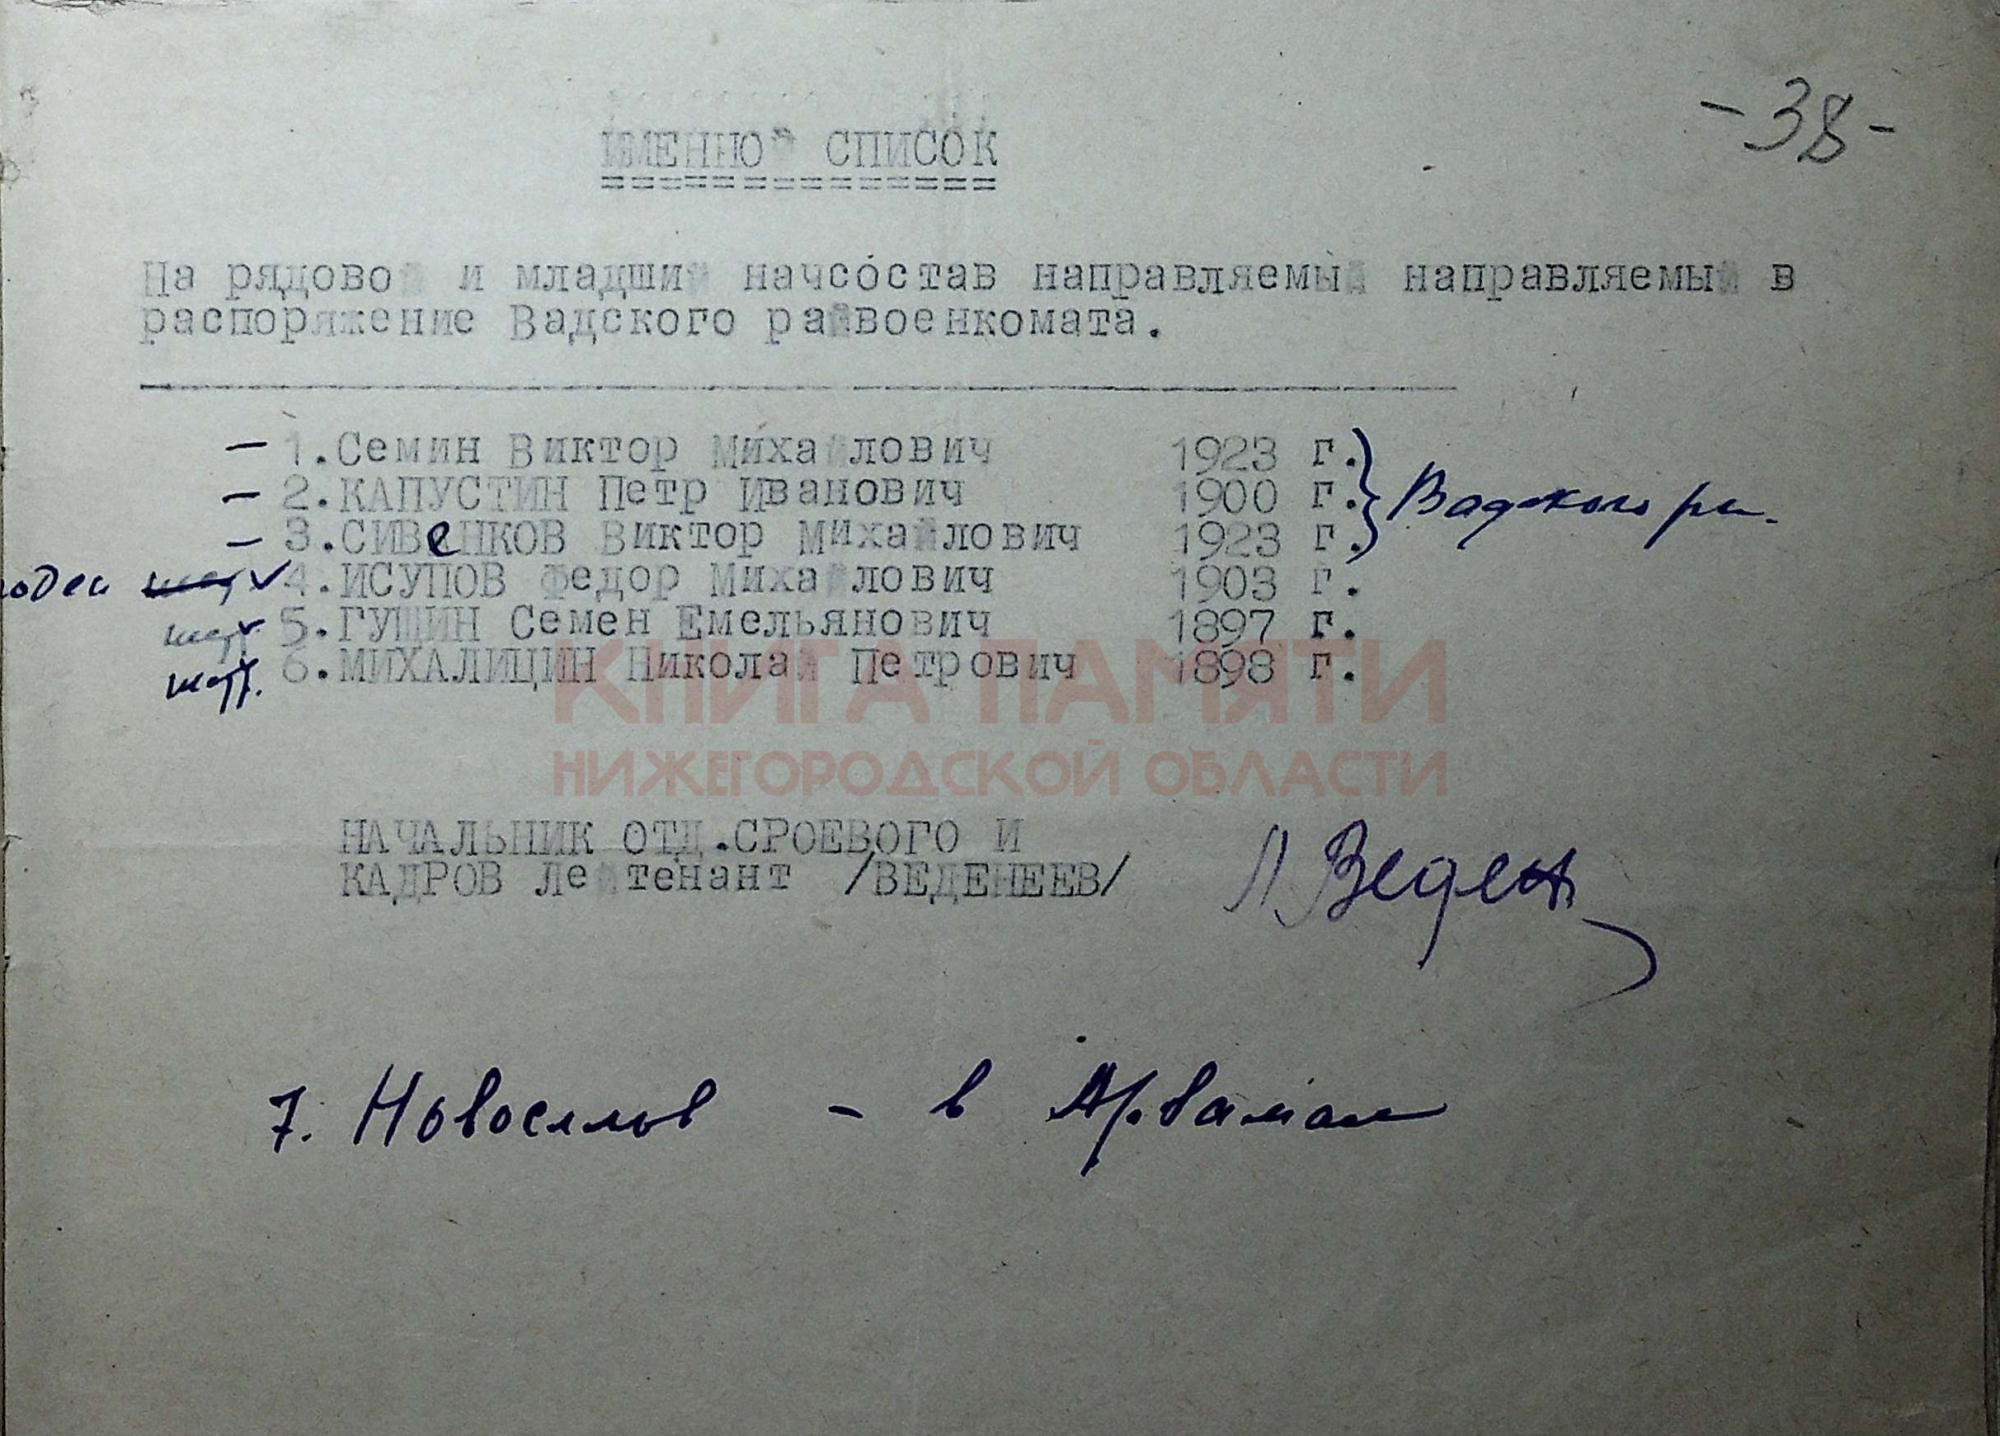 -38-
ИМЕННОЙ СПИСОК
На рядовой и младший начсостав направляемый направляемый в
распоряжение Вадского райвоенкомата.
- 1.Семин Виктор Михайлович 1923 г.
- 2.КАПУСТИН Петр Иванович 1900 г. Вадского р-н.
- 3.СИВеНКОВ Виктор Михайлович 1923 г.
4.ИСУПОВ Федор Михайлович 1903 г.
5.ГУШИН Семен Емельянович 1897 г.
6.МИХАЛИЦИН Николай Петрович 1898 г.
КНИГА ПАМЯТИ
НИЖЕГОРОДСКОЙ ОБЛАСТИ
НАЧАЛЬНИК ОТД.СРОЕВОГО И
КАДРОВ Лейтенант /ВЕДЕНЕЕВ/
7. Новоселов - в Арзамас